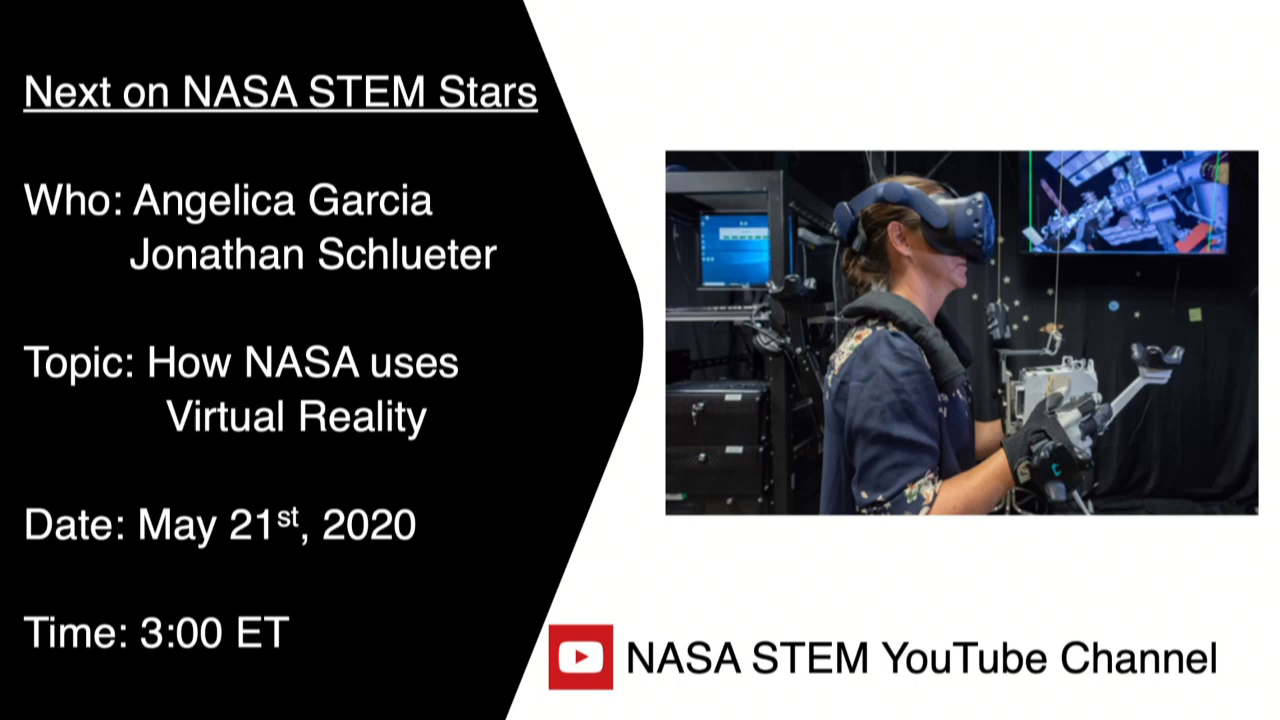 Next on NASA STEM Stars
Who: Angelica Garcia
Jonathan Schlueter
Topic: How NASA uses
Virtual Reality
Date: May 21st, 2020
Time: 3:00 ET
NASA STEM YouTube Channel